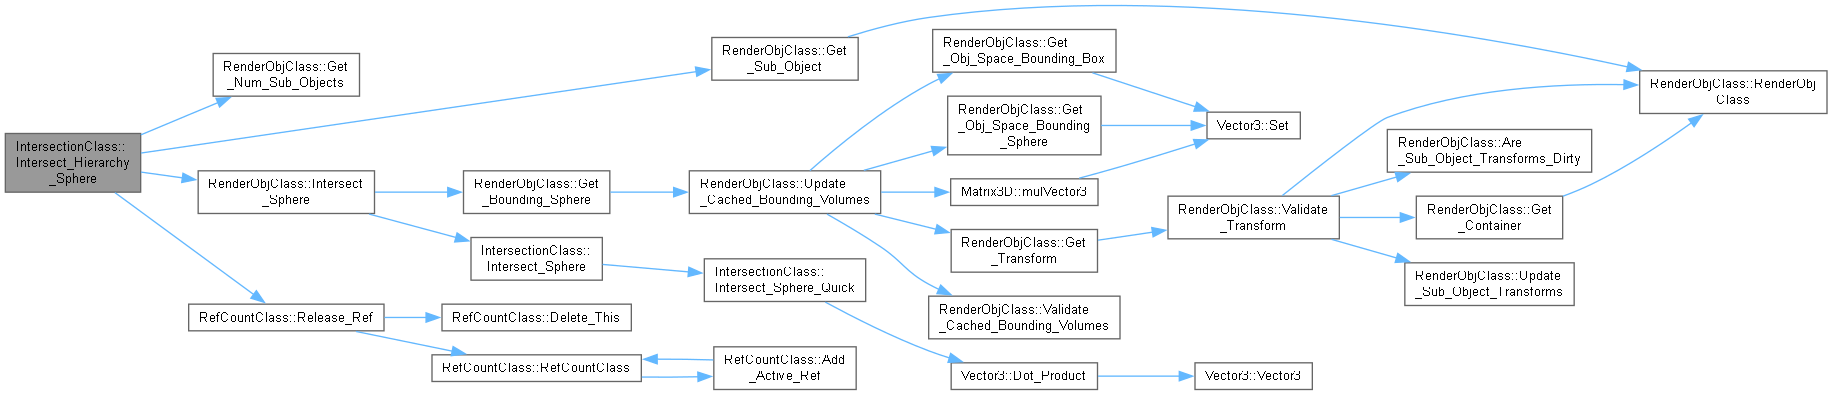 IntersectionClass::
Intersect_Hierarchy
_Sphere
RenderObjClass::Get
_Num_Sub_Objects
RenderObjClass::Get
_Sub_Object
RenderObjClass::Intersect
_Sphere
RenderObjClass::Get
_Bounding_Sphere
RenderObjClass::Update
_Cached_Bounding_Volumes
RenderObjClass::Get
_Obj_Space_Bounding_Box
RenderObjClass::Get
_Obj_Space_Bounding
_Sphere
Matrix3D::mulVector3
Vector3::Set
RenderObjClass::Get
_Transform
RenderObjClass::Validate
_Transform
RenderObjClass::RenderObj
Class
RenderObjClass::Are
_Sub_Object_Transforms_Dirty
RenderObjClass::Get
_Container
RenderObjClass::Update
_Sub_Object_Transforms
RenderObjClass::Validate
_Cached_Bounding_Volumes
IntersectionClass::
Intersect_Sphere
IntersectionClass::
Intersect_Sphere_Quick
Vector3::Dot_Product
Vector3::Vector3
RefCountClass::Release_Ref
RefCountClass::Delete_This
RefCountClass::RefCountClass
RefCountClass::Add
_Active_Ref